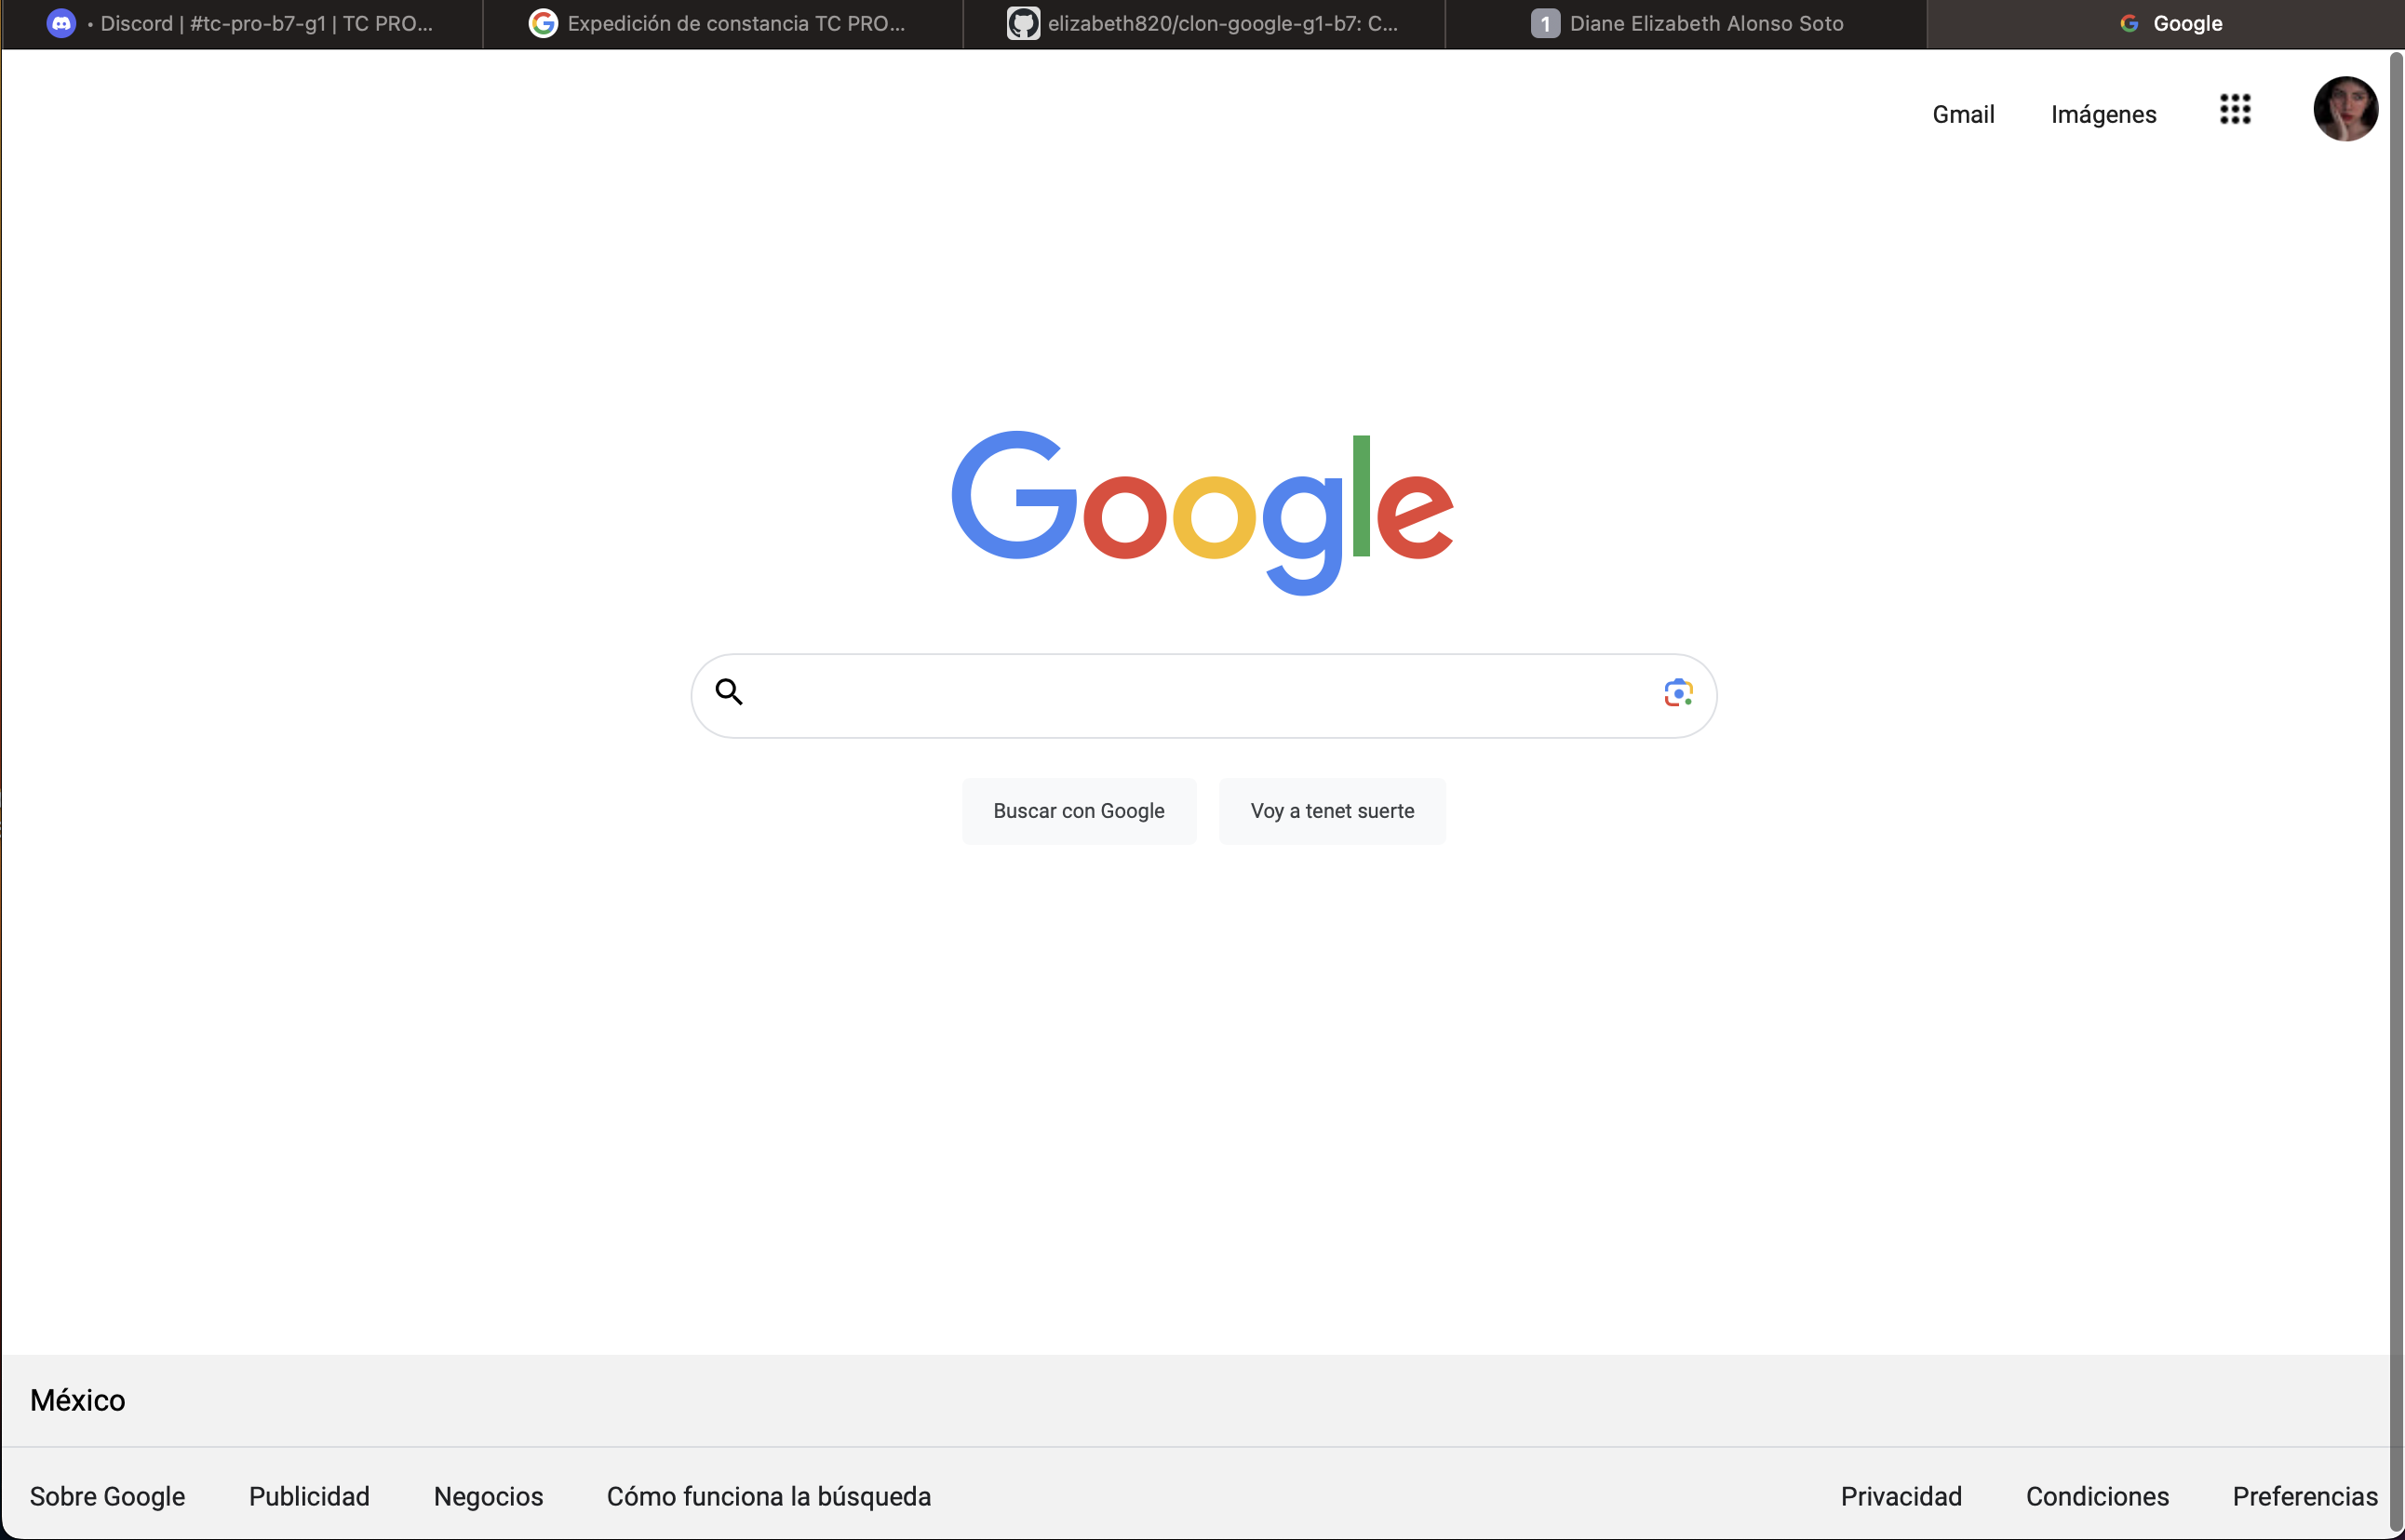 • Discord | #tc-pro-b7-g1 | TC PRO...
Expedición de constancia TC PRO...
elizabeth820/clon-google-g1-b7: C...
1 Diane Elizabeth Alonso Soto
Google
Gmail Imágenes
Google
Buscar con Google Voy a tenet suerte
México
Sobre Google Publicidad Negocios Cómo funciona la búsqueda Privacidad Condiciones Preferencias